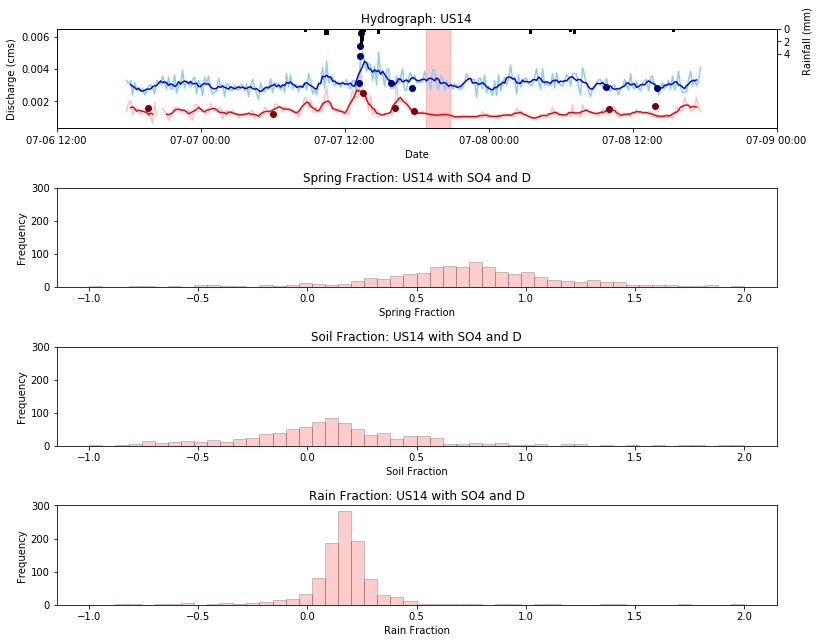 Hydrograph: US14
Discharge (cms)
0.006
0.004
0.002
Rainfall (mm)
0
2
4
07-06 12:00 07-07 00:00 07-07 12:00 07-08 00:00 07-08 12:00 07-09 00:00
Date
Spring Fraction: US14 with SO4 and D
Frequency
300
200
100
0
−1.0 −0.5 0.0 0.5 1.0 1.5 2.0
Spring Fraction
Soil Fraction: US14 with SO4 and D
Frequency
300
200
100
0
−1.0 −0.5 0.0 0.5 1.0 1.5 2.0
Soil Fraction
Rain Fraction: US14 with SO4 and D
Frequency
300
200
100
0
−1.0 −0.5 0.0 0.5 1.0 1.5 2.0
Rain Fraction